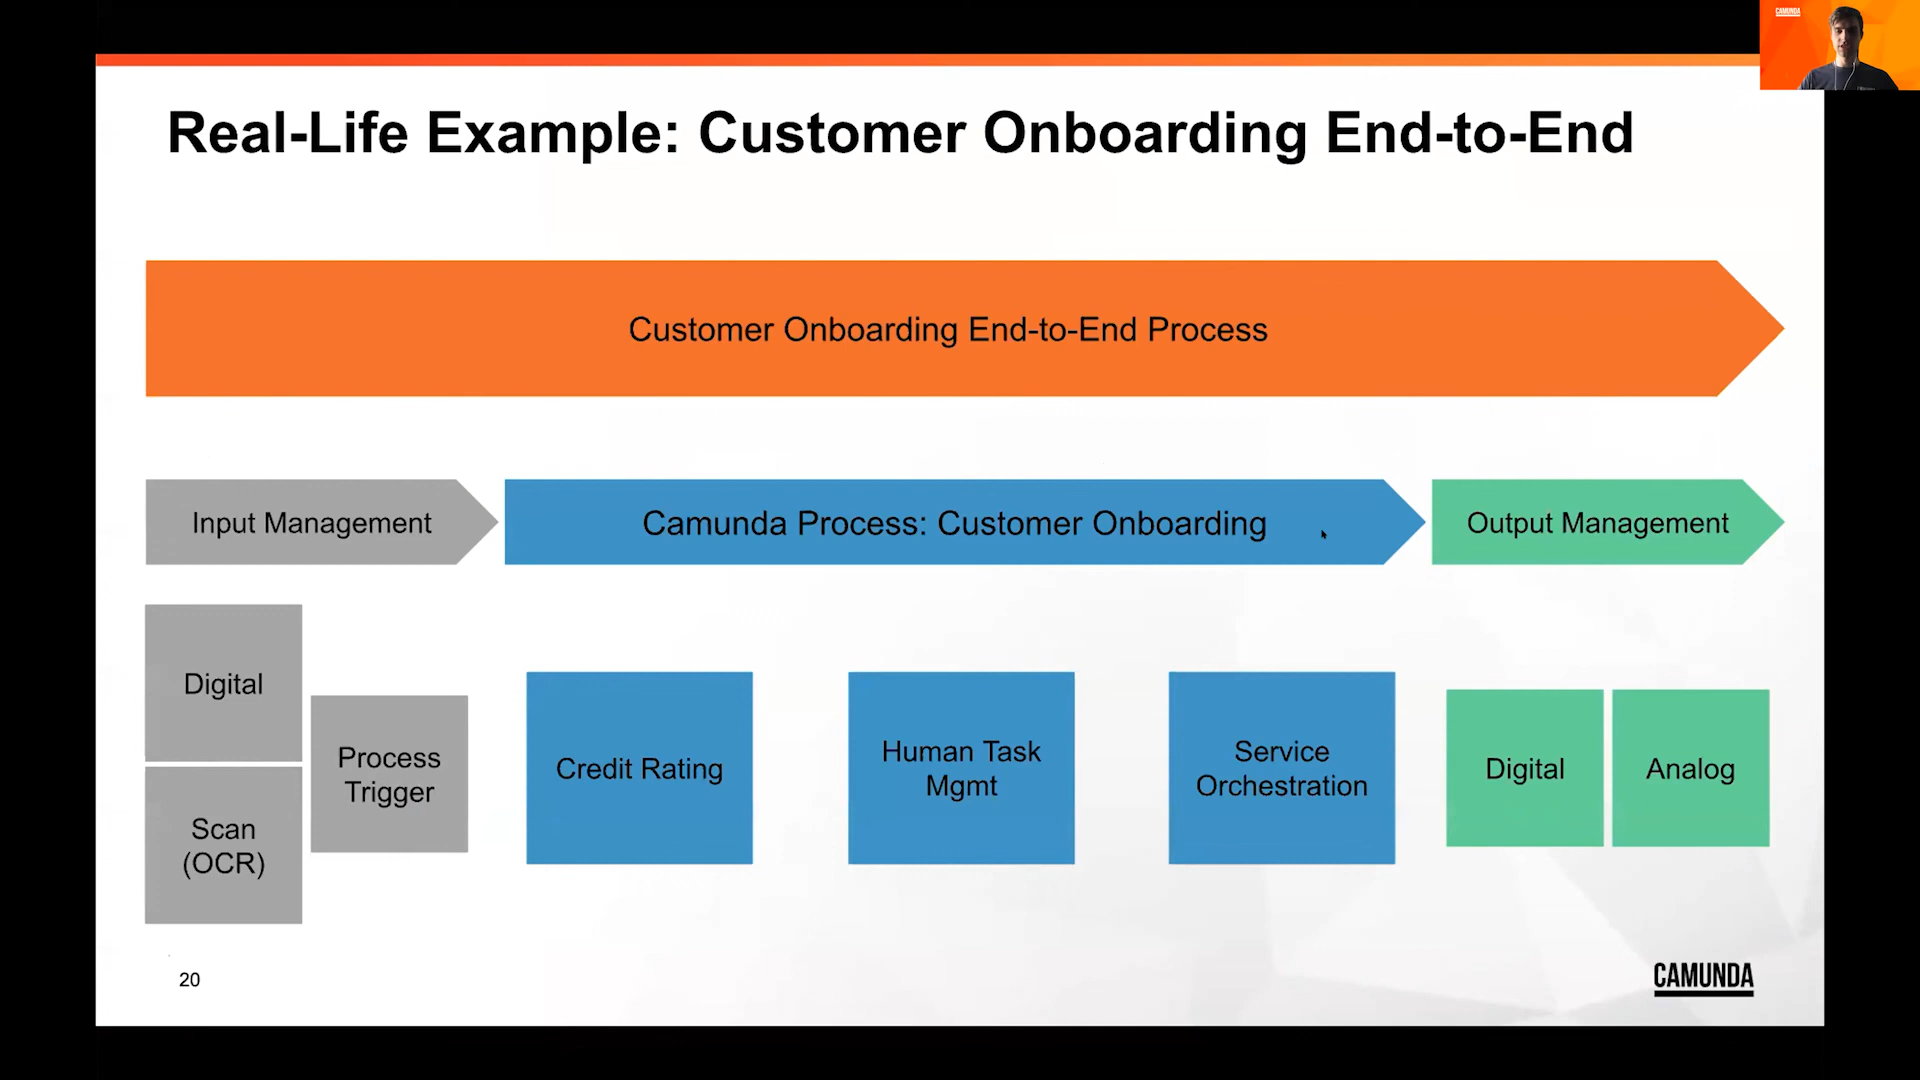 CAMUNDA
Real-Life Example: Customer Onboarding End-to-End
Customer Onboarding End-to-End Process
Input Management
Camunda Process: Customer Onboarding
Output Management
Digital
Scan
(OCR)
Process
Trigger
Credit Rating
Human Task
Mgmt
Service
Orchestration
Digital
Analog
20
CAMUNDA